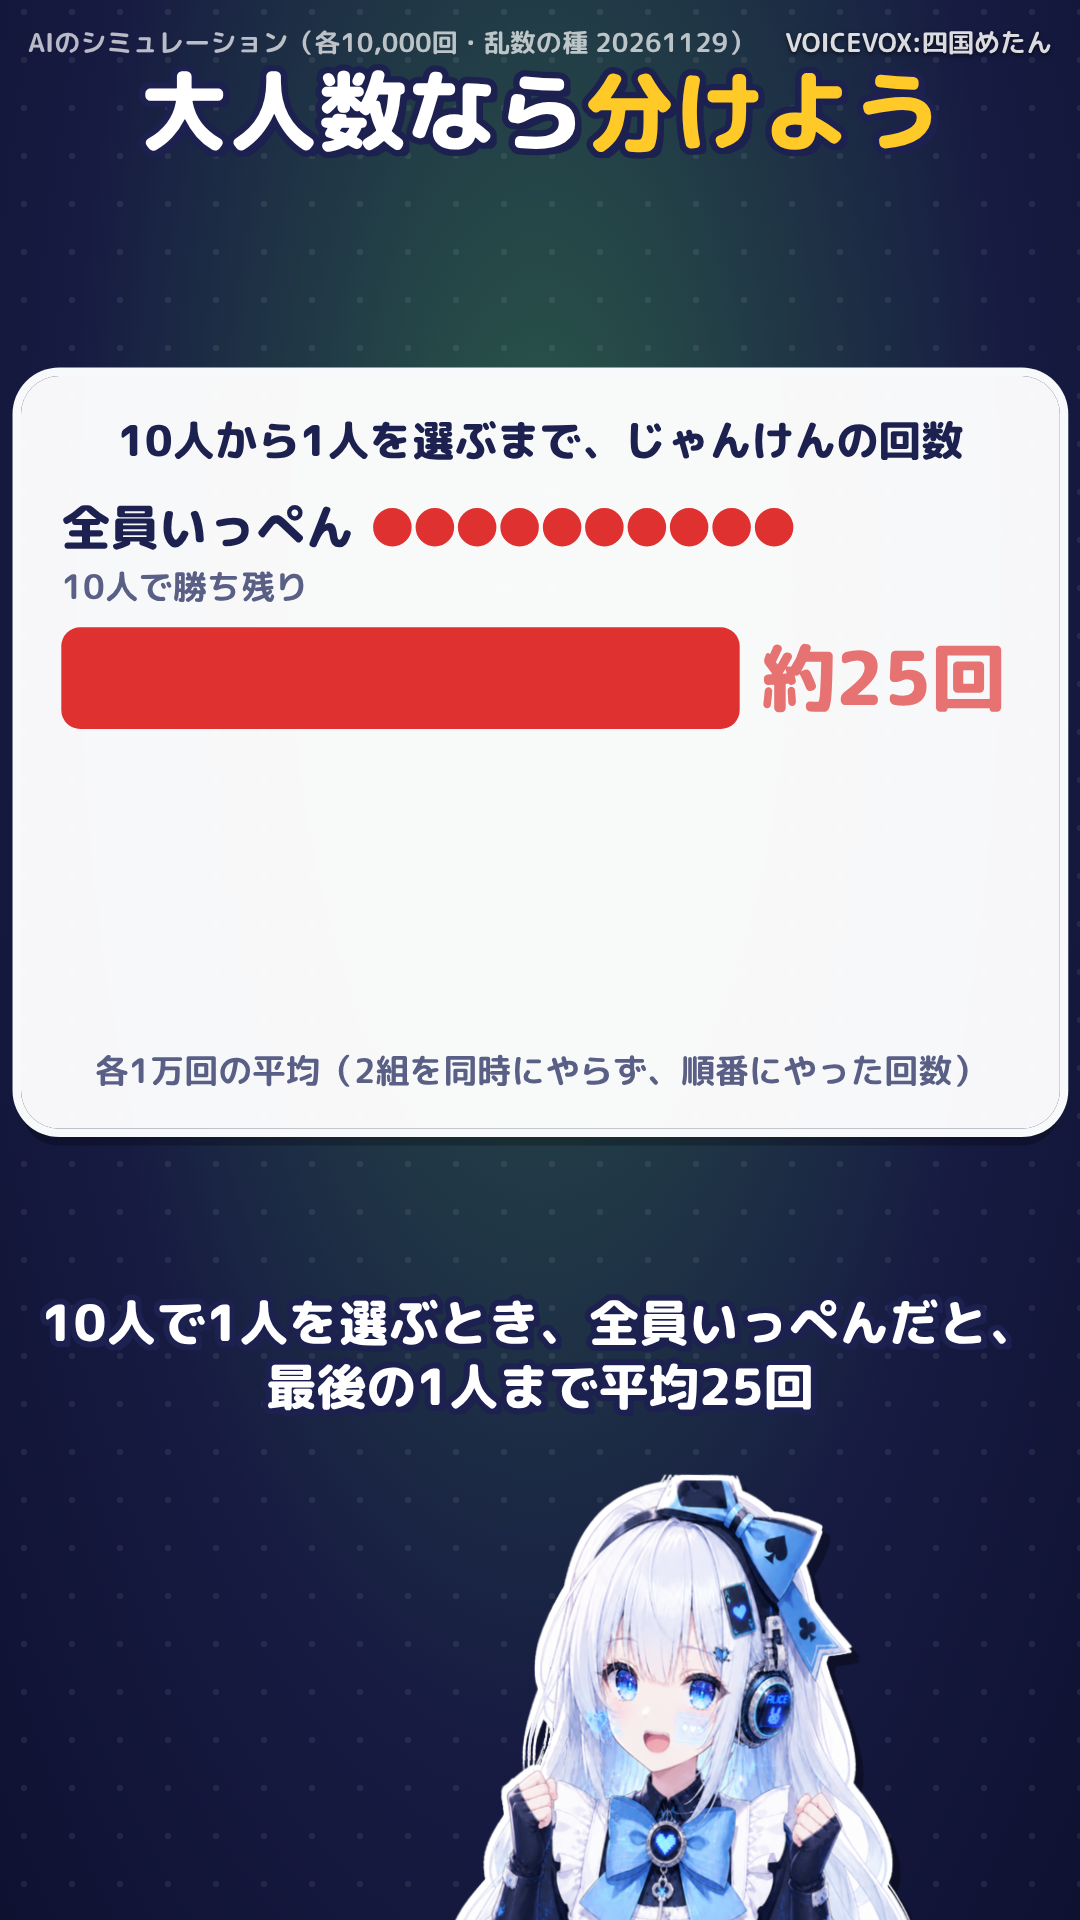 AIのシミュレーション（各10,000回・乱数の種 20261129） VOICEVOX:四国めたん
大人数なら分けよう
10人から1人を選ぶまで、じゃんけんの回数
全員いっぺん
10人で勝ち残り
約25回
各1万回の平均（2組を同時にやらず、順番にやった回数）
10人で1人を選ぶとき、全員いっぺんだと、
最後の1人まで平均25回
ALICE